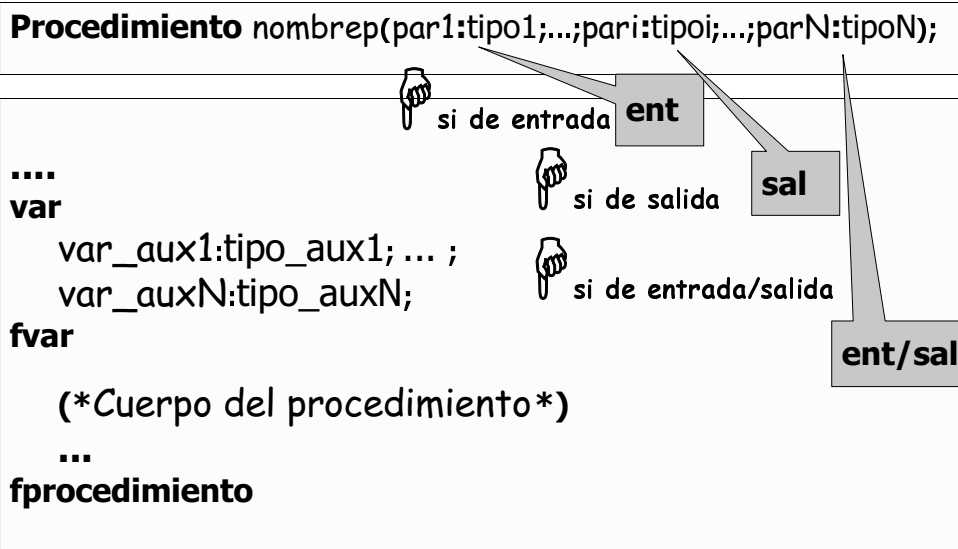 Procedimiento nombrep(par1:tipo1;...;pari:tipoi;...;parN:tipoN);
si de entrada
ent
....
si de salida
sal
var
var_aux1:tipo_aux1; ... ;
var_auxN:tipo_auxN;
si de entrada/salida
fvar
ent/sal
(*Cuerpo del procedimiento*)
...
fprocedimiento